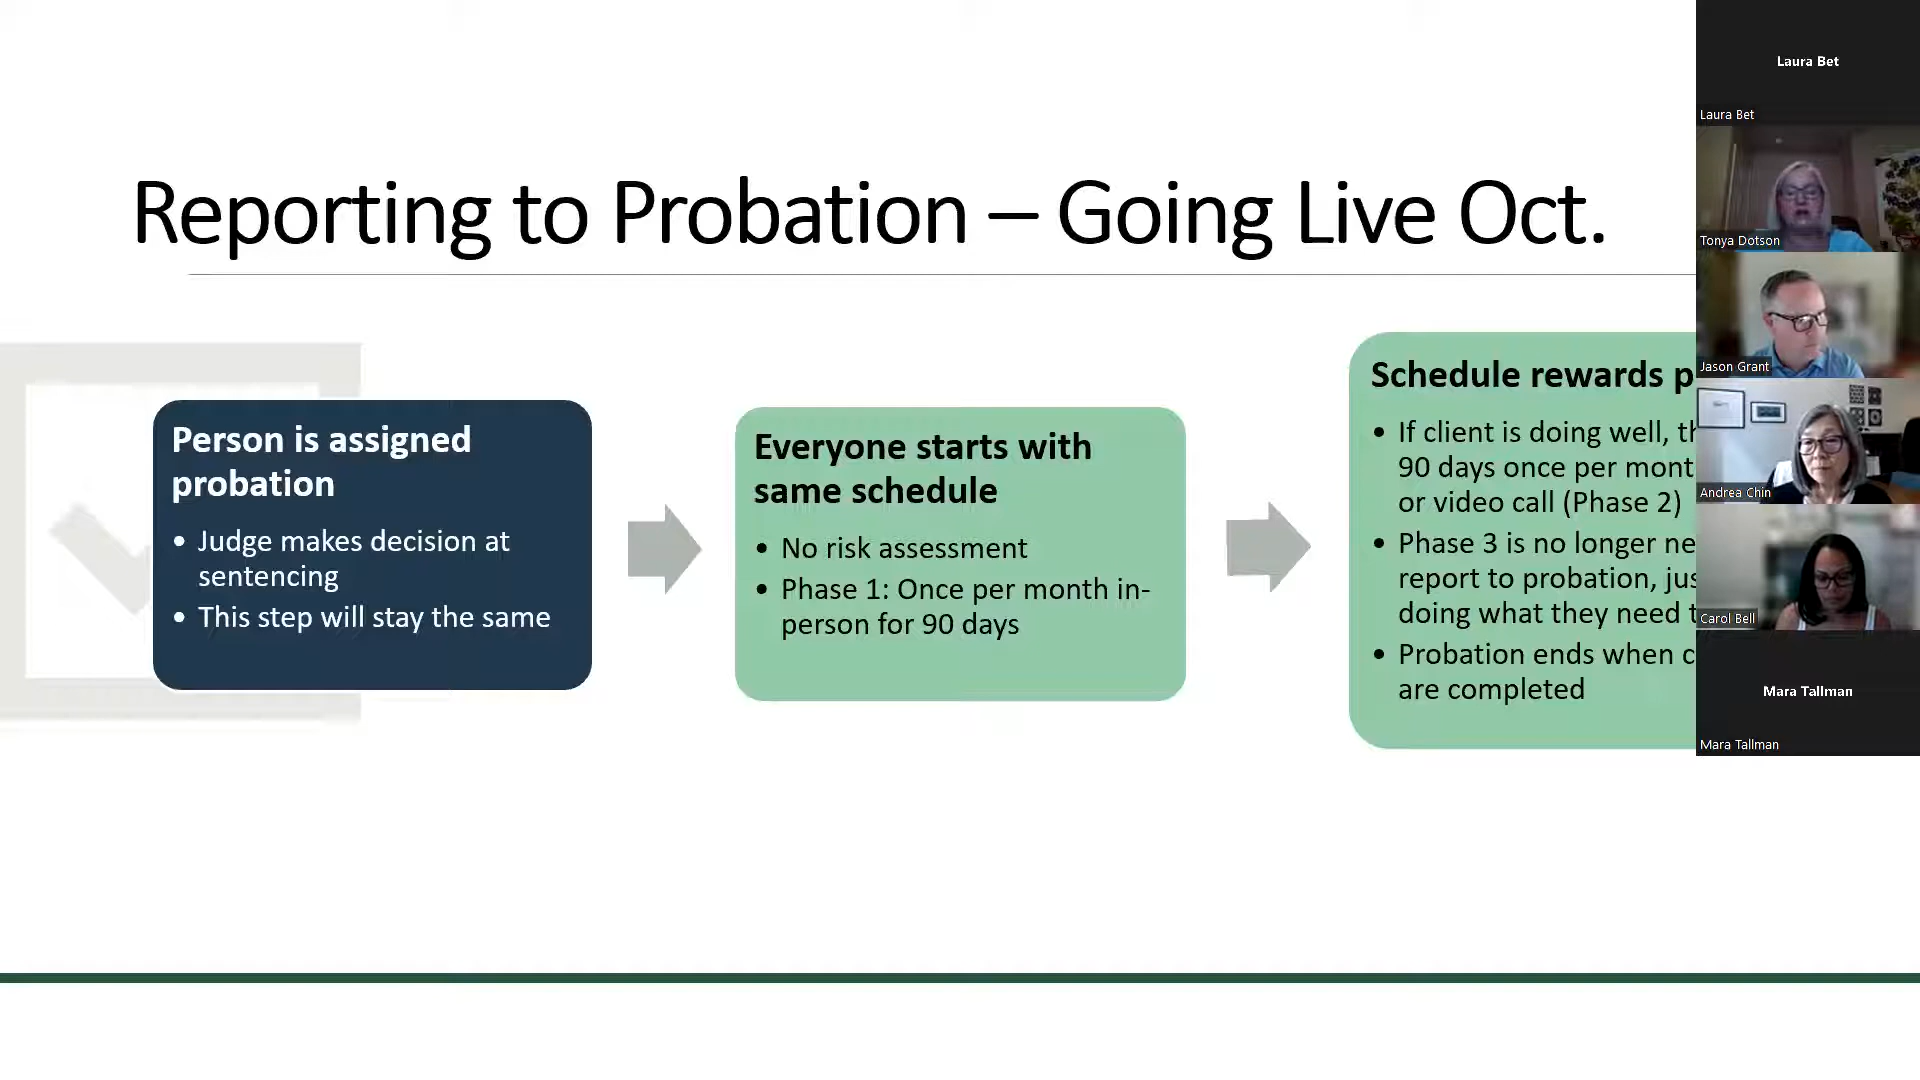 Reporting to Probation – Going Live Oct.
Person is assigned
probation
• Judge makes decision at
sentencing
• This step will stay the same
Everyone starts with
same schedule
• No risk assessment
• Phase 1: Once per month in-
person for 90 days
Schedule rewards p
• If client is doing well, th
90 days once per mont
or video call (Phase 2)
• Phase 3 is no longer ne
report to probation, jus
doing what they need t
• Probation ends when c
are completed
Laura Bet
Laura Bet
Tonya Dotson
Jason Grant
Andrea Chin
Carol Bell
Mara Tallman
Mara Tallman